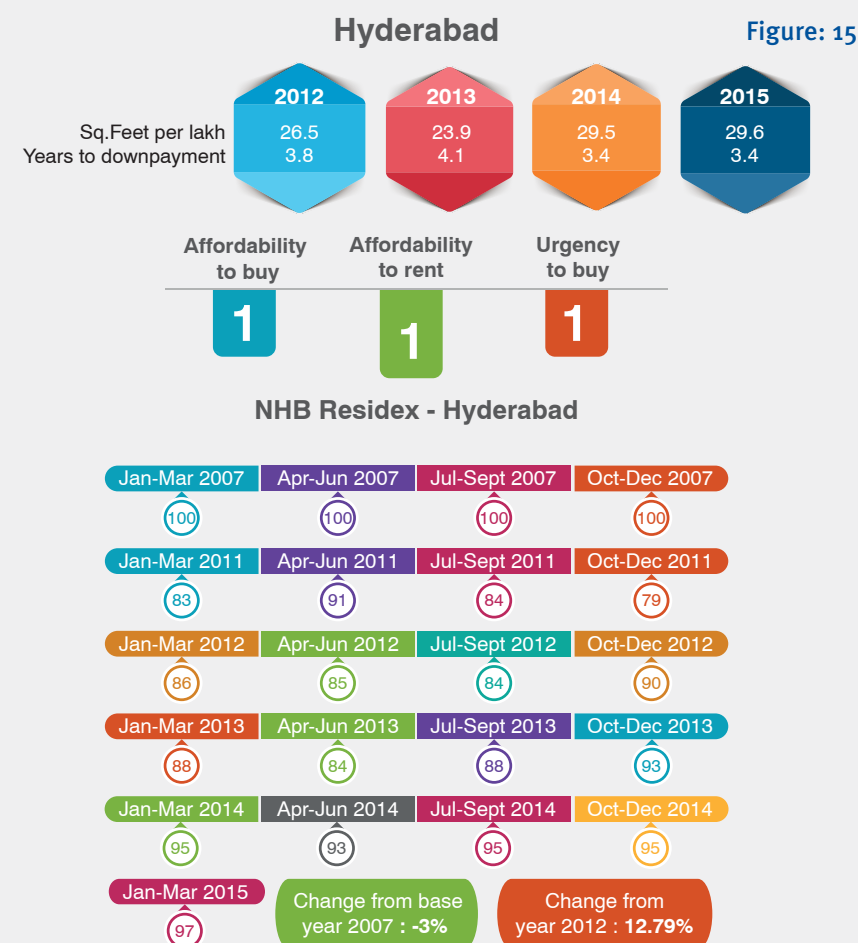 Hyderabad
Figure: 15
2012 2013 2014 2015
Sq.Feet per lakh 26.5 23.9 29.5 29.6
Years to downpayment 3.8 4.1 3.4 3.4
Affordability to buy
Affordability to rent
Urgency to buy
1 1 1
NHB Residex - Hyderabad
Jan-Mar 2007 Apr-Jun 2007 Jul-Sept 2007 Oct-Dec 2007
100 100 100 100
Jan-Mar 2011 Apr-Jun 2011 Jul-Sept 2011 Oct-Dec 2011
83 91 84 79
Jan-Mar 2012 Apr-Jun 2012 Jul-Sept 2012 Oct-Dec 2012
86 85 84 90
Jan-Mar 2013 Apr-Jun 2013 Jul-Sept 2013 Oct-Dec 2013
88 84 88 93
Jan-Mar 2014 Apr-Jun 2014 Jul-Sept 2014 Oct-Dec 2014
95 93 95 95
Jan-Mar 2015
97
Change from base
year 2007 : -3%
Change from
year 2012 : 12.79%